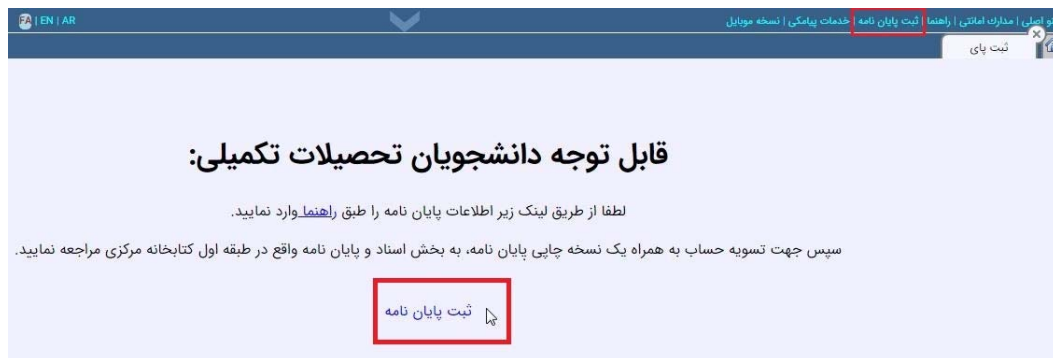 و اصلی | مدارك امانتی | راهنما | ثبت پایان نامه | خدمات پیامکی | نسخه موبایل
FA | EN | AR
ثبت پای
قابل توجه دانشجویان تحصیلات تکمیلی:
لطفا از طریق لینک زیر اطلاعات پایان نامه را طبق راهنما وارد نمایید.
سپس جهت تسویه حساب به همراه یک نسخه چاپی پایان نامه، به بخش اسناد و پایان نامه واقع در طبقه اول کتابخانه مرکزی مراجعه نمایید.
ثبت پایان نامه